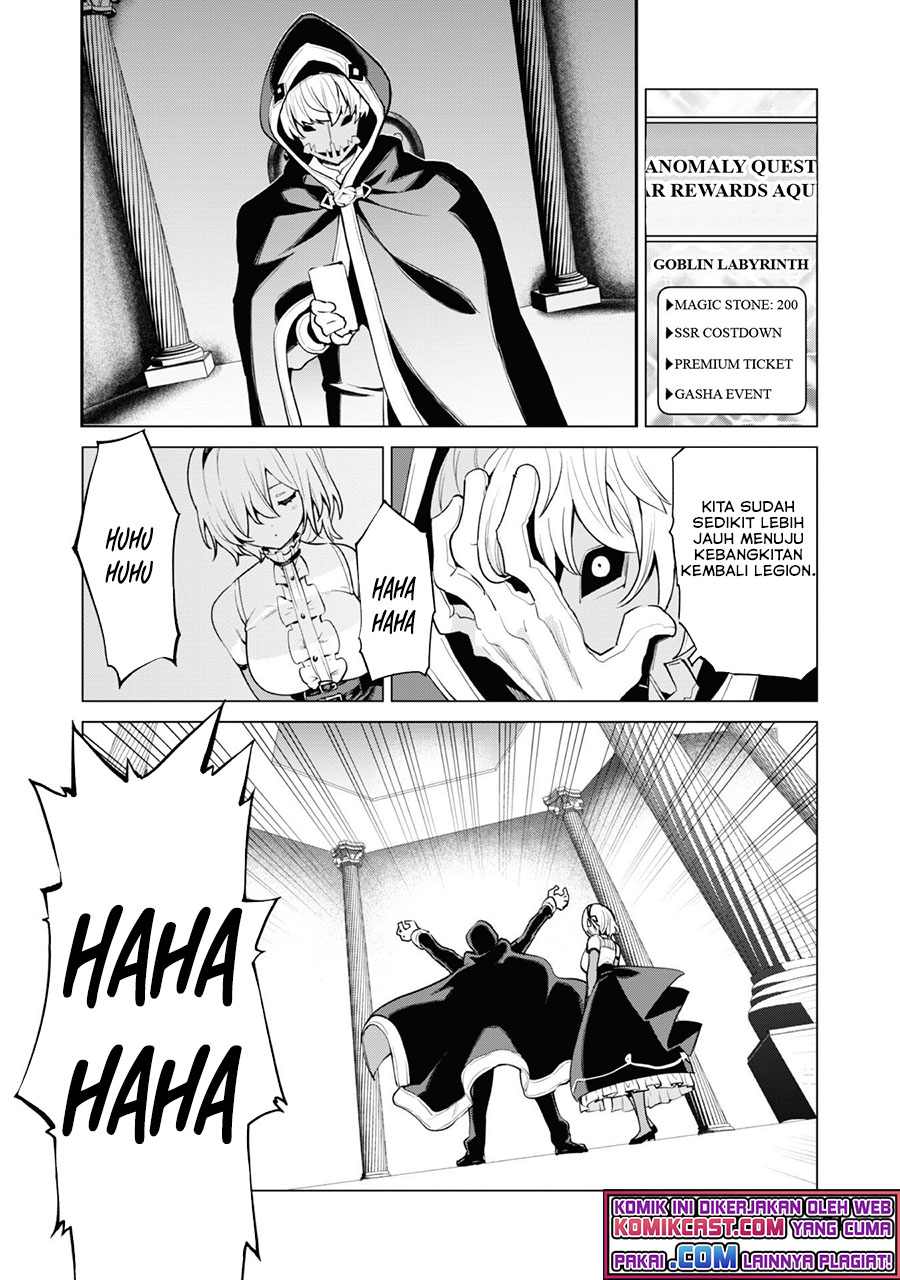 ANOMALY QUEST
AR REWARDS AQU
GOBLIN LABYRINTH
MAGIC STONE: 200
SSR COSTDOWN
PREMIUM TICKET
GASHA EVENT
KITA SUDAH
SEDIKIT LEBIH
JAUH MENUJU
KEBANGKITAN
KEMBALI LEGION.
HAHA
HAHA
HUHU
HUHU
HAHA
HAHA
KOMIK INI DIKERJAKAN OLEH WEB
KOMIKCAST.COM YANG CUMA
PAKAI .COM LAINNYA PLAGIAT!